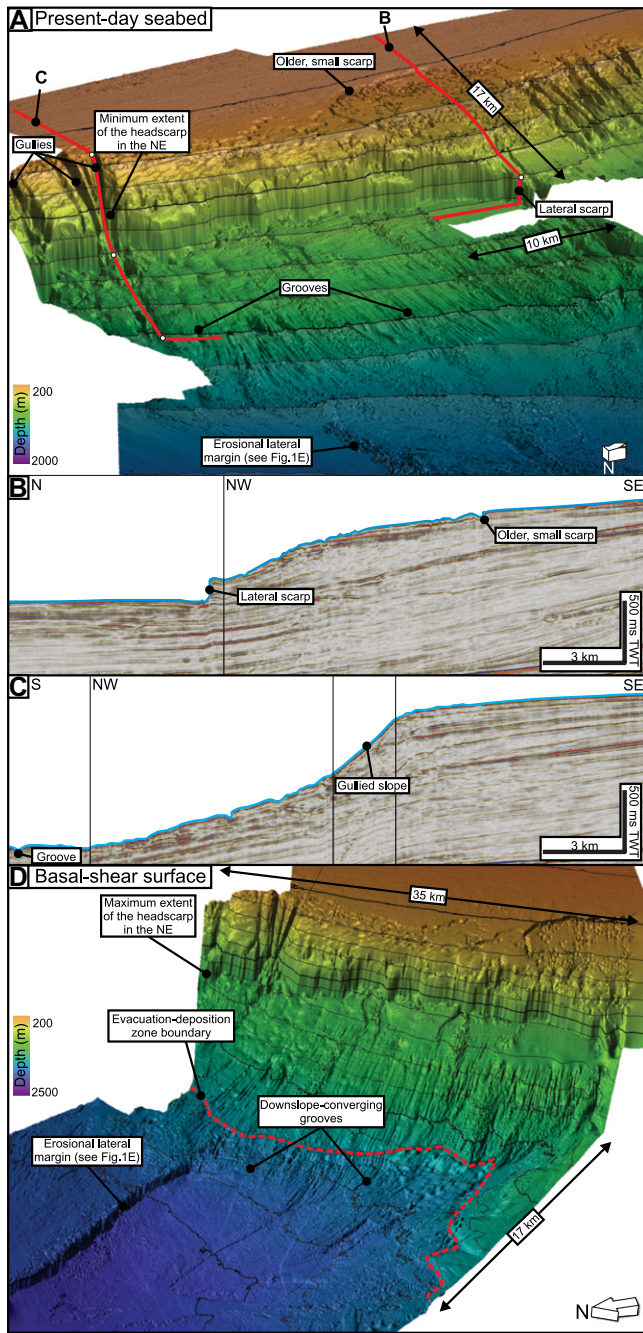 A Present-day seabed
B
Older, small scarp
17 km
C
Minimum extent
of the headscarp
in the NE
Gullies
Lateral scarp
10 km
Grooves
200
Depth (m)
2000
Erosional lateral
margin (see Fig.1E)
N
B N NW SE
Older, small scarp
Lateral scarp
500 ms TWT
3 km
C S NW SE
Gullied slope
Groove
500 ms TWT
3 km
D Basal-shear surface
35 km
Maximum extent
of the headscarp
in the NE
200
Depth (m)
2500
Evacuation-deposition
zone boundary
Downslope-converging
grooves
Erosional lateral
margin (see Fig.1E)
17 km
N